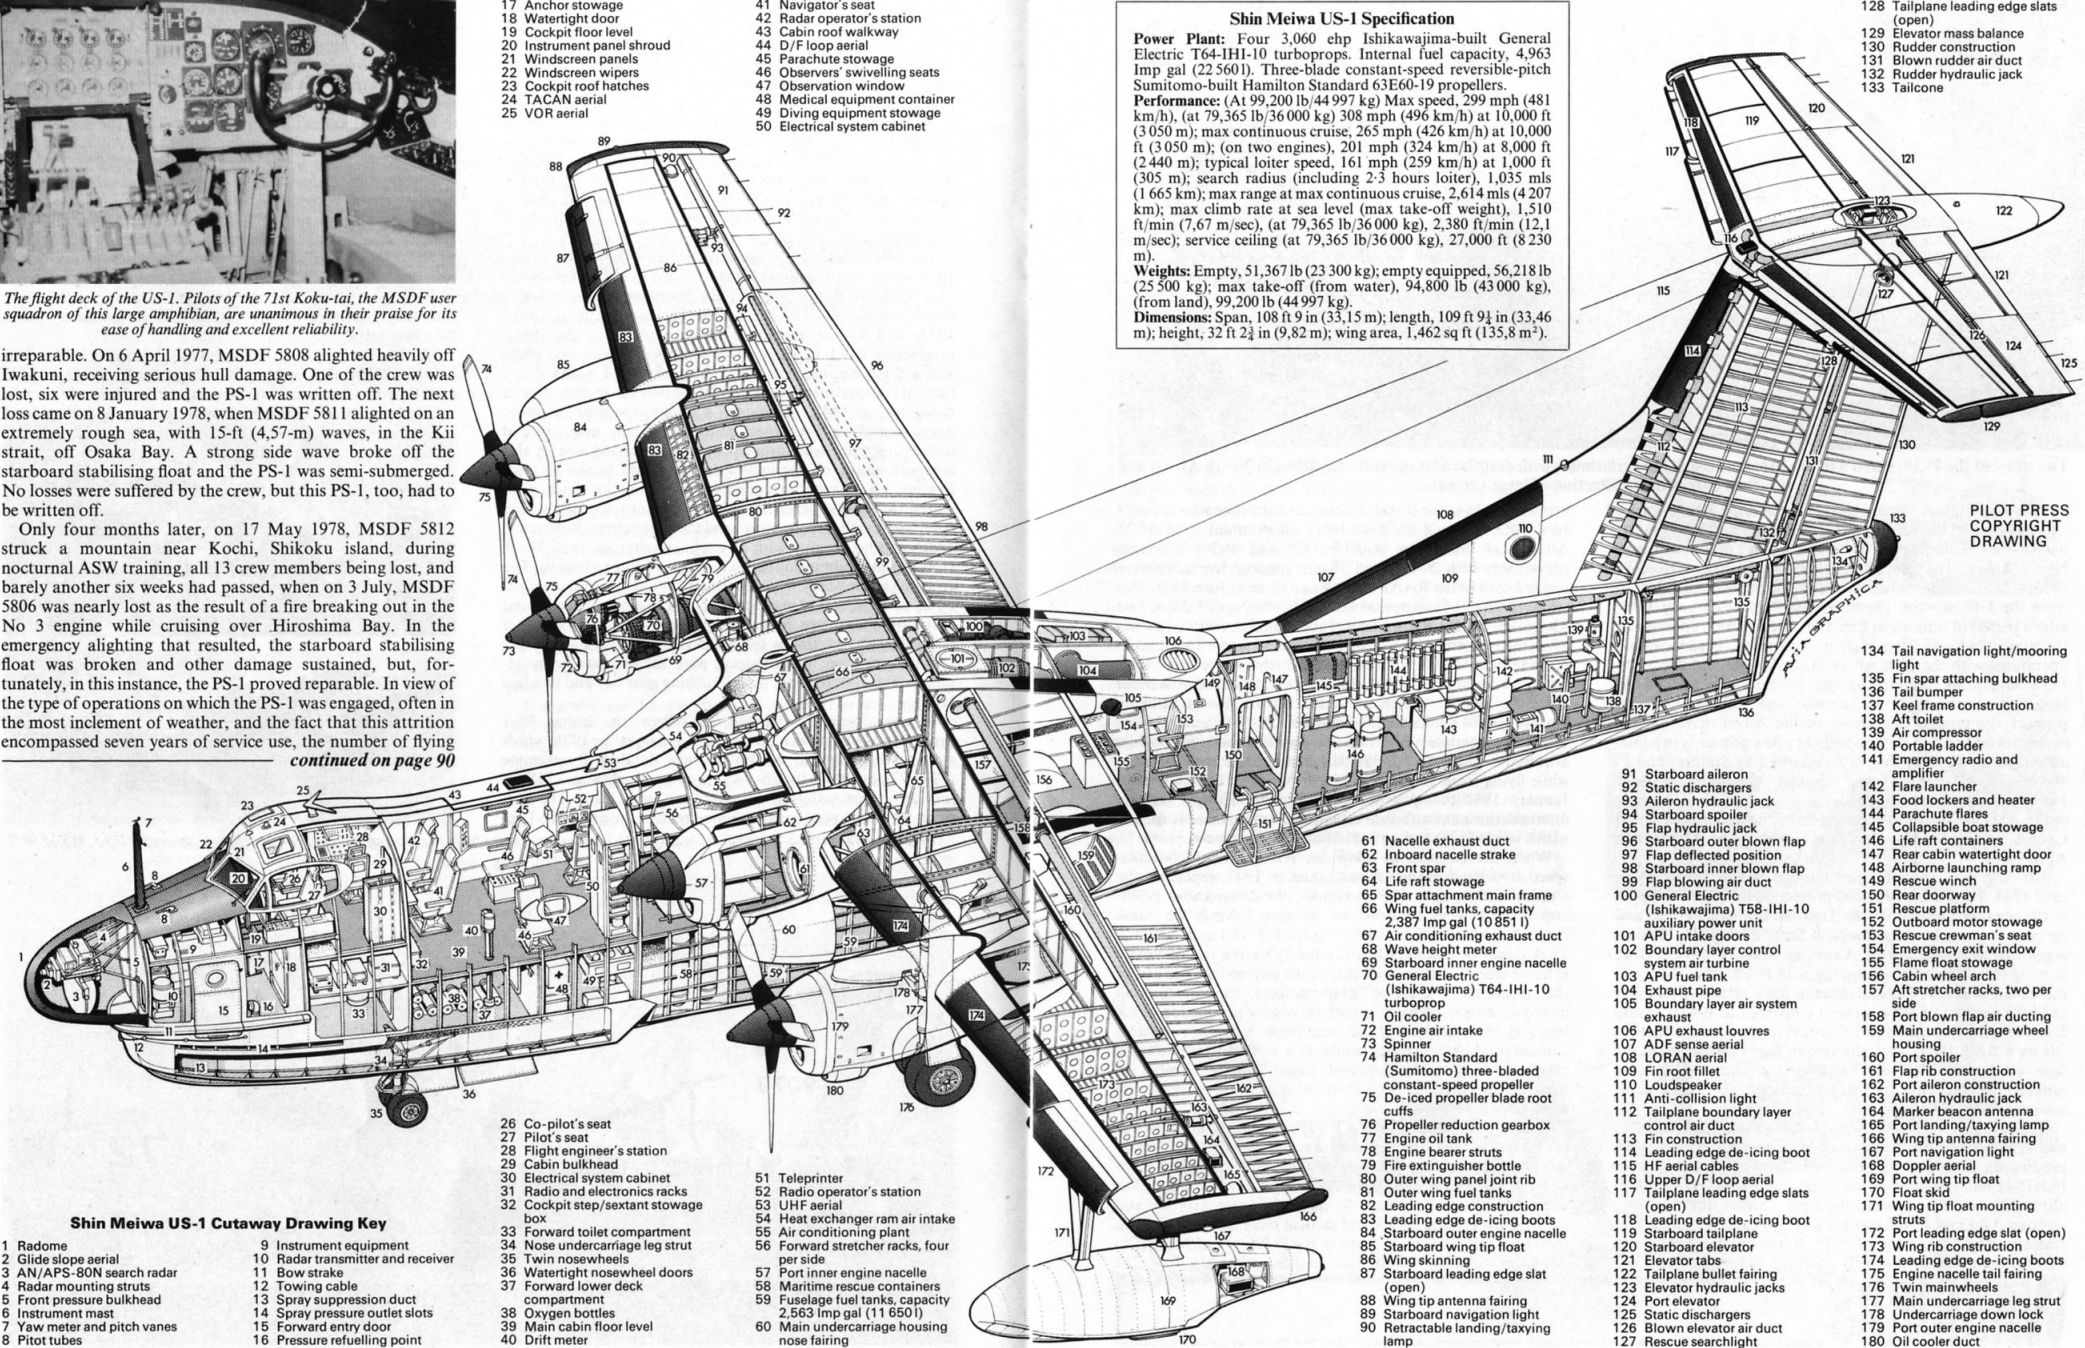 The flight deck of the US-1. Pilots of the 71st Koku-tai, the MSDF user
squadron of this large amphibian, are unanimous in their praise for its
ease of handling and excellent reliability.
irreparable. On 6 April 1977, MSDF 5808 alighted heavily off
Iwakuni, receiving serious hull damage. One of the crew was
lost, six were injured and the PS-1 was written off. The next
loss came on 8 January 1978, when MSDF 5811 alighted on an
extremely rough sea, with 15-ft (4,57-m) waves, in the Kii
strait, off Osaka Bay. A strong side wave broke off the
starboard stabilising float and the PS-1 was semi-submerged.
No losses were suffered by the crew, but this PS-1, too, had to
be written off.
Only four months later, on 17 May 1978, MSDF 5812
struck a mountain near Kochi, Shikoku island, during
nocturnal ASW training, all 13 crew members being lost, and
barely another six weeks had passed, when on 3 July, MSDF
5806 was nearly lost as the result of a fire breaking out in the
No 3 engine while cruising over Hiroshima Bay. In the
emergency alighting that resulted, the starboard stabilising
float was broken and other damage sustained, but, for-
tunately, in this instance, the PS-1 proved reparable. In view of
the type of operations on which the PS-1 was engaged, often in
the most inclement of weather, and the fact that this attrition
encompassed seven years of service use, the number of flying
continued on page 90
Shin Meiwa US-1 Cutaway Drawing Key
1 Radome
2 Glide slope aerial
3 AN/APS-80N search radar
4 Radar mounting struts
5 Front pressure bulkhead
6 Instrument mast
7 Yaw meter and pitch vanes
8 Pitot tubes
9 Instrument equipment
10 Radar transmitter and receiver
11 Bow strake
12 Towing cable
13 Spray suppression duct
14 Spray pressure outlet slots
15 Forward entry door
16 Pressure refuelling point
17 Anchor stowage
18 Watertight door
19 Cockpit floor level
20 Instrument panel shroud
21 Windscreen panels
22 Windscreen wipers
23 Cockpit roof hatches
24 TACAN aerial
25 VOR aerial
26 Co-pilot's seat
27 Pilot's seat
28 Flight engineer's station
29 Cabin bulkhead
30 Electrical system cabinet
31 Radio and electronics racks
32 Cockpit step/sextant stowage
box
33 Forward toilet compartment
34 Nose undercarriage leg strut
35 Twin nosewheels
36 Watertight nosewheel doors
37 Forward lower deck
compartment
38 Oxygen bottles
39 Main cabin floor level
40 Drift meter
41 Navigator's seat
42 Radar operator's station
43 Cabin roof walkway
44 D/F loop aerial
45 Parachute stowage
46 Observers' swivelling seats
47 Observation window
48 Medical equipment container
49 Diving equipment stowage
50 Electrical system cabinet
51 Teleprinter
52 Radio operator's station
53 UHF aerial
54 Heat exchanger ram air intake
55 Air conditioning plant
56 Forward stretcher racks, four
per side
57 Port inner engine nacelle
58 Maritime rescue containers
59 Fuselage fuel tanks, capacity
2,563 Imp gal (11 650 l)
60 Main undercarriage housing
nose fairing
Shin Meiwa US-1 Specification
Power Plant: Four 3,060 ehp Ishikawajima-built General
Electric T64-IHI-10 turboprops. Internal fuel capacity, 4,963
Imp gal (22 560 l). Three-blade constant-speed reversible-pitch
Sumitomo-built Hamilton Standard 63E60-19 propellers.
Performance: (At 99,200 lb/44 997 kg) Max speed, 299 mph (481
km/h), (at 79,365 lb/36 000 kg) 308 mph (496 km/h) at 10,000 ft
(3 050 m); max continuous cruise, 265 mph (426 km/h) at 10,000
ft (3 050 m); (on two engines), 201 mph (324 km/h) at 8,000 ft
(2 440 m); typical loiter speed, 161 mph (259 km/h) at 1,000 ft
(305 m); search radius (including 2·3 hours loiter), 1,035 mls
(1 665 km); max range at max continuous cruise, 2,614 mls (4 207
km); max climb rate at sea level (max take-off weight), 1,510
ft/min (7,67 m/sec), (at 79,365 lb/36 000 kg), 2,380 ft/min (12,1
m/sec); service ceiling (at 79,365 lb/36 000 kg), 27,000 ft (8 230
m).
Weights: Empty, 51,367 lb (23 300 kg); empty equipped, 56,218 lb
(25 500 kg); max take-off (from water), 94,800 lb (43 000 kg),
(from land), 99,200 lb (44 997 kg).
Dimensions: Span, 108 ft 9 in (33,15 m); length, 109 ft 9¼ in (33,46
m); height, 32 ft 2¾ in (9,82 m); wing area, 1,462 sq ft (135,8 m²).
61 Nacelle exhaust duct
62 Inboard nacelle strake
63 Front spar
64 Life raft stowage
65 Spar attachment main frame
66 Wing fuel tanks, capacity
2,387 Imp gal (10 851 l)
67 Air conditioning exhaust duct
68 Wave height meter
69 Starboard inner engine nacelle
70 General Electric
(Ishikawajima) T64-IHI-10
turboprop
71 Oil cooler
72 Engine air intake
73 Spinner
74 Hamilton Standard
(Sumitomo) three-bladed
constant-speed propeller
75 De-iced propeller blade root
cuffs
76 Propeller reduction gearbox
77 Engine oil tank
78 Engine bearer struts
79 Fire extinguisher bottle
80 Outer wing panel joint rib
81 Outer wing fuel tanks
82 Leading edge construction
83 Leading edge de-icing boots
84 Starboard outer engine nacelle
85 Starboard wing tip float
86 Wing skinning
87 Starboard leading edge slat
(open)
88 Wing tip antenna fairing
89 Starboard navigation light
90 Retractable landing/taxying
lamp
91 Starboard aileron
92 Static dischargers
93 Aileron hydraulic jack
94 Starboard spoiler
95 Flap hydraulic jack
96 Starboard outer blown flap
97 Flap deflected position
98 Starboard inner blown flap
99 Flap blowing air duct
100 General Electric
(Ishikawajima) T58-IHI-10
auxiliary power unit
101 APU intake doors
102 Boundary layer control
system air turbine
103 APU fuel tank
104 Exhaust pipe
105 Boundary layer air system
exhaust
106 APU exhaust louvres
107 ADF sense aerial
108 LORAN aerial
109 Fin root fillet
110 Loudspeaker
111 Anti-collision light
112 Tailplane boundary layer
control air duct
113 Fin construction
114 Leading edge de-icing boot
115 HF aerial cables
116 Upper D/F loop aerial
117 Tailplane leading edge slats
(open)
118 Leading edge de-icing boot
119 Starboard tailplane
120 Starboard elevator
121 Elevator tabs
122 Tailplane bullet fairing
123 Elevator hydraulic jacks
124 Port elevator
125 Static dischargers
126 Blown elevator air duct
127 Rescue searchlight
128 Tailplane leading edge slats
(open)
129 Elevator mass balance
130 Rudder construction
131 Blown rudder air duct
132 Rudder hydraulic jack
133 Tailcone
PILOT PRESS
COPYRIGHT
DRAWING
AVIAGRAPHICA
134 Tail navigation light/mooring
light
135 Fin spar attaching bulkhead
136 Tail bumper
137 Keel frame construction
138 Aft toilet
139 Air compressor
140 Portable ladder
141 Emergency radio and
amplifier
142 Flare launcher
143 Food lockers and heater
144 Parachute flares
145 Collapsible boat stowage
146 Life raft containers
147 Rear cabin watertight door
148 Airborne launching ramp
149 Rescue winch
150 Rear doorway
151 Rescue platform
152 Outboard motor stowage
153 Rescue crewman's seat
154 Emergency exit window
155 Flame float stowage
156 Cabin wheel arch
157 Aft stretcher racks, two per
side
158 Port blown flap air ducting
159 Main undercarriage wheel
housing
160 Port spoiler
161 Flap rib construction
162 Port aileron construction
163 Aileron hydraulic jack
164 Marker beacon antenna
165 Port landing/taxying lamp
166 Wing tip antenna fairing
167 Port navigation light
168 Doppler aerial
169 Port wing tip float
170 Float skid
171 Wing tip float mounting
struts
172 Port leading edge slat (open)
173 Wing rib construction
174 Leading edge de-icing boots
175 Engine nacelle tail fairing
176 Twin mainwheels
177 Main undercarriage leg strut
178 Undercarriage down lock
179 Port outer engine nacelle
180 Oil cooler duct